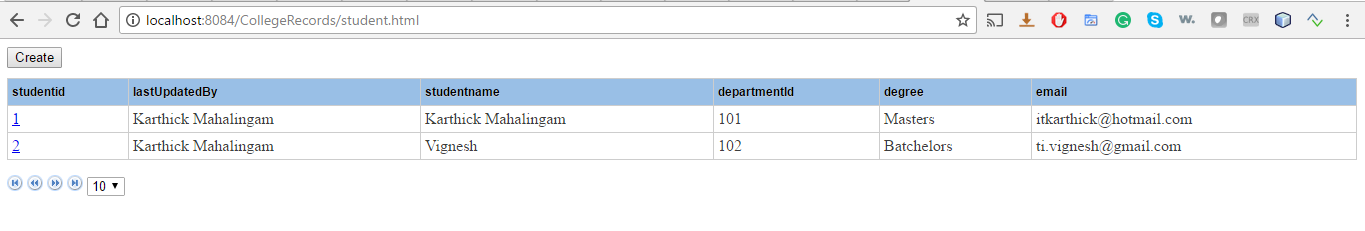 localhost:8084/CollegeRecords/student.html w. CRX
Create
studentid lastUpdatedBy studentname departmentId degree email
1 Karthick Mahalingam Karthick Mahalingam 101 Masters itkarthick@hotmail.com
2 Karthick Mahalingam Vignesh 102 Batchelors ti.vignesh@gmail.com
10